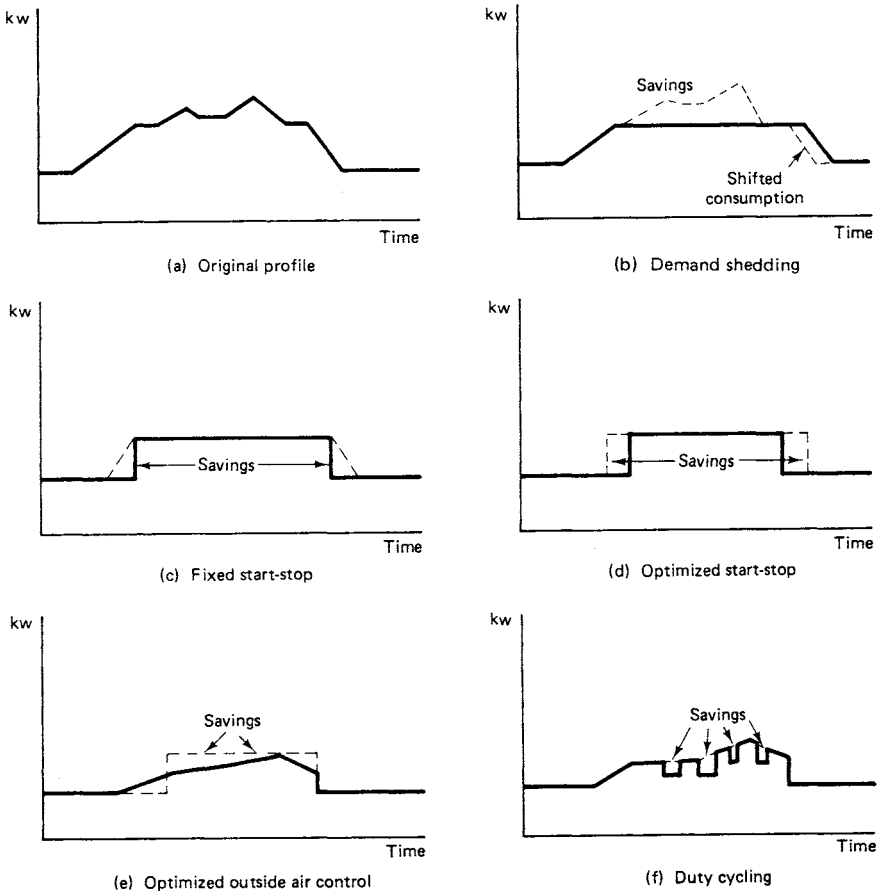 kw
Time
(a) Original profile
kw
Savings
Shifted
consumption
Time
(b) Demand shedding
kw
Savings
Time
(c) Fixed start-stop
kw
Savings
Time
(d) Optimized start-stop
kw
Savings
Time
(e) Optimized outside air control
kw
Savings
Time
(f) Duty cycling